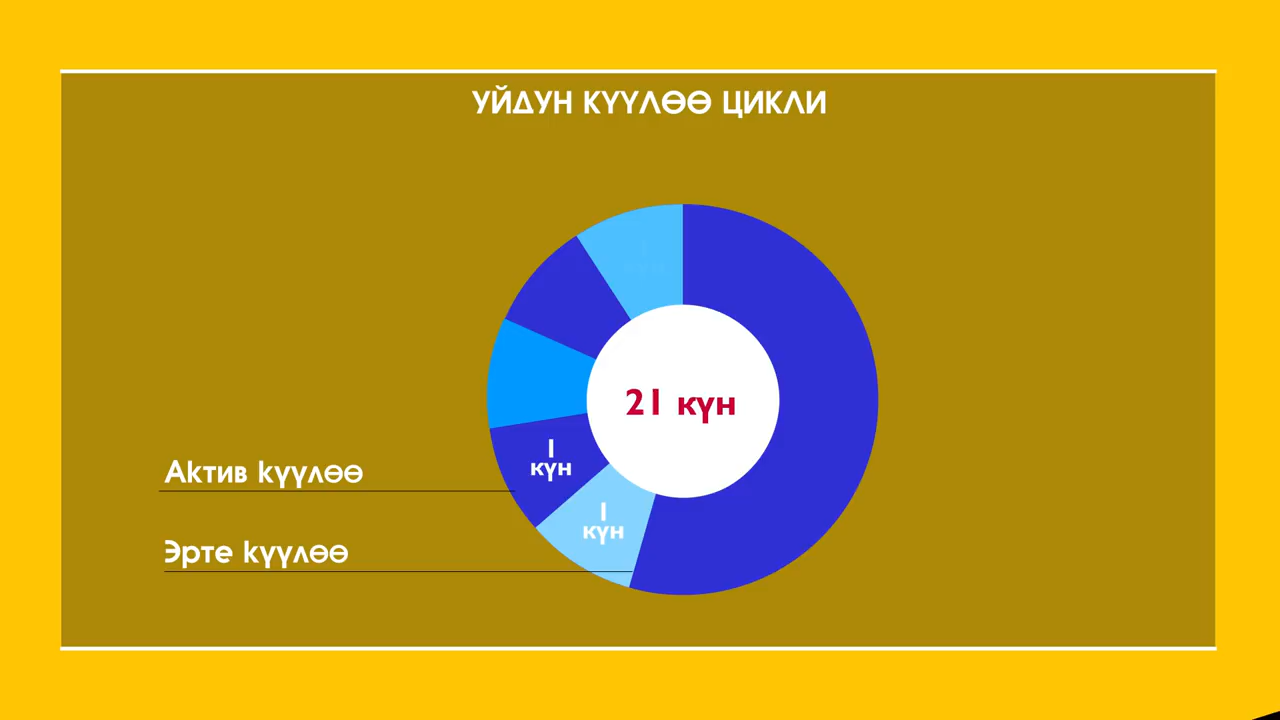 УЙДУН КҮҮЛӨӨ ЦИКЛИ
21 күн
1
күн
Актив күүлөө
1
күн
Эрте күүлөө